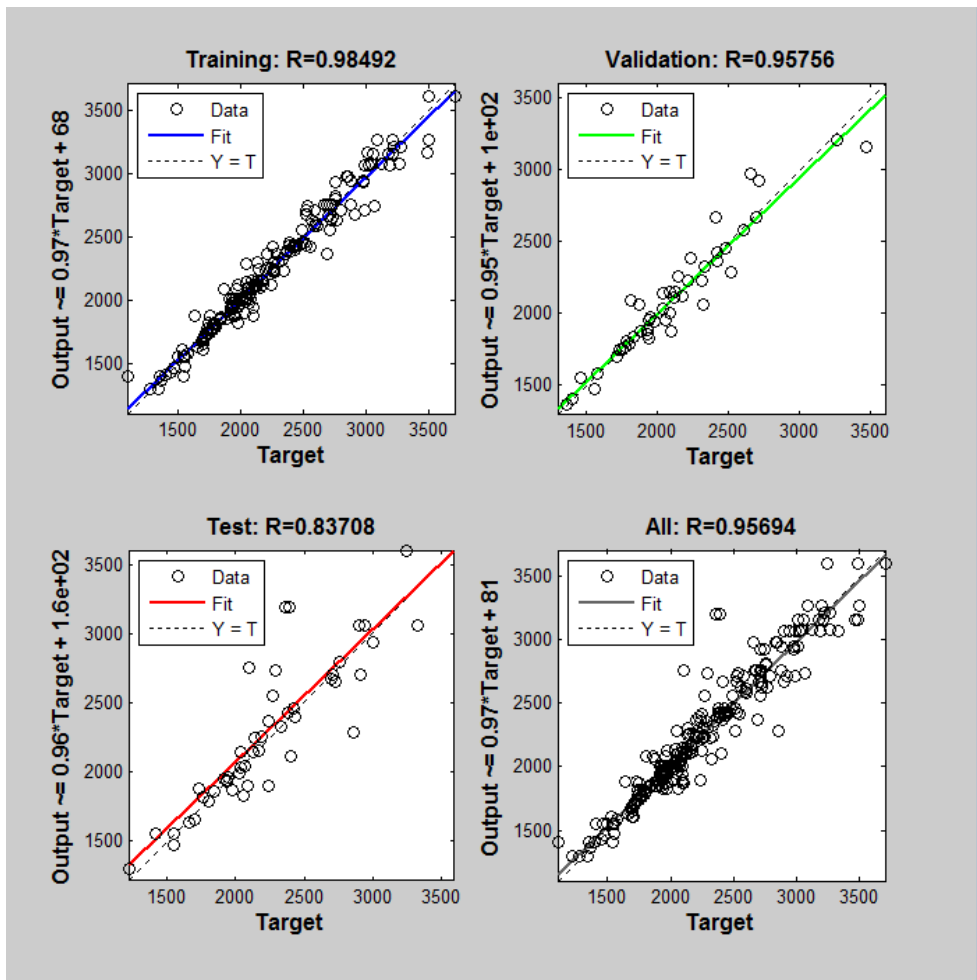 Training: R=0.98492
Output ~= 0.97*Target + 68
3500
3000
2500
2000
1500
Data
Fit
Y = T
1500 2000 2500 3000 3500
Target
Validation: R=0.95756
Output ~= 0.95*Target + 1e+02
3500
3000
2500
2000
1500
Data
Fit
Y = T
1500 2000 2500 3000 3500
Target
Test: R=0.83708
Output ~= 0.96*Target + 1.6e+02
3500
3000
2500
2000
1500
Data
Fit
Y = T
1500 2000 2500 3000 3500
Target
All: R=0.95694
Output ~= 0.97*Target + 81
3500
3000
2500
2000
1500
Data
Fit
Y = T
1500 2000 2500 3000 3500
Target